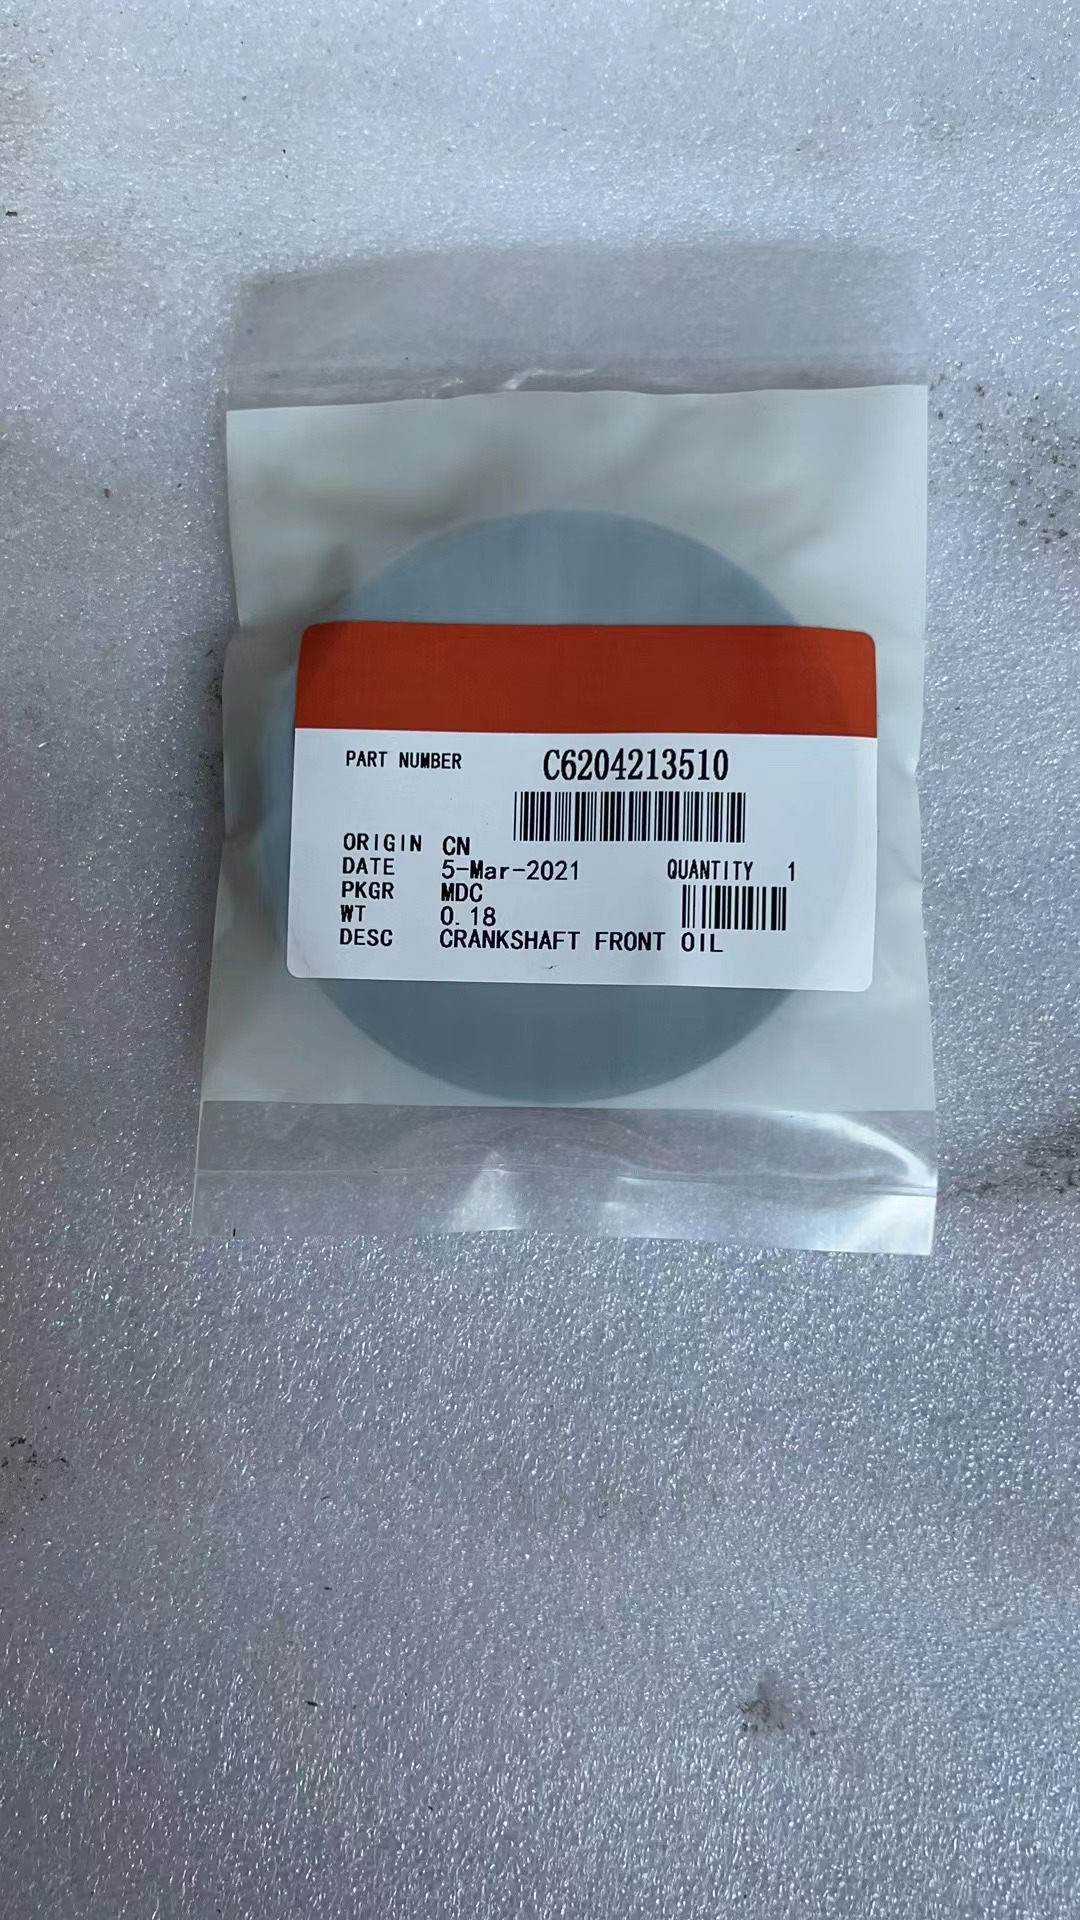 PART NUMBER C6204213510
ORIGIN CN
DATE 5-Mar-2021 QUANTITY 1
PKGR MDC
WT 0.18
DESC CRANKSHAFT FRONT OIL